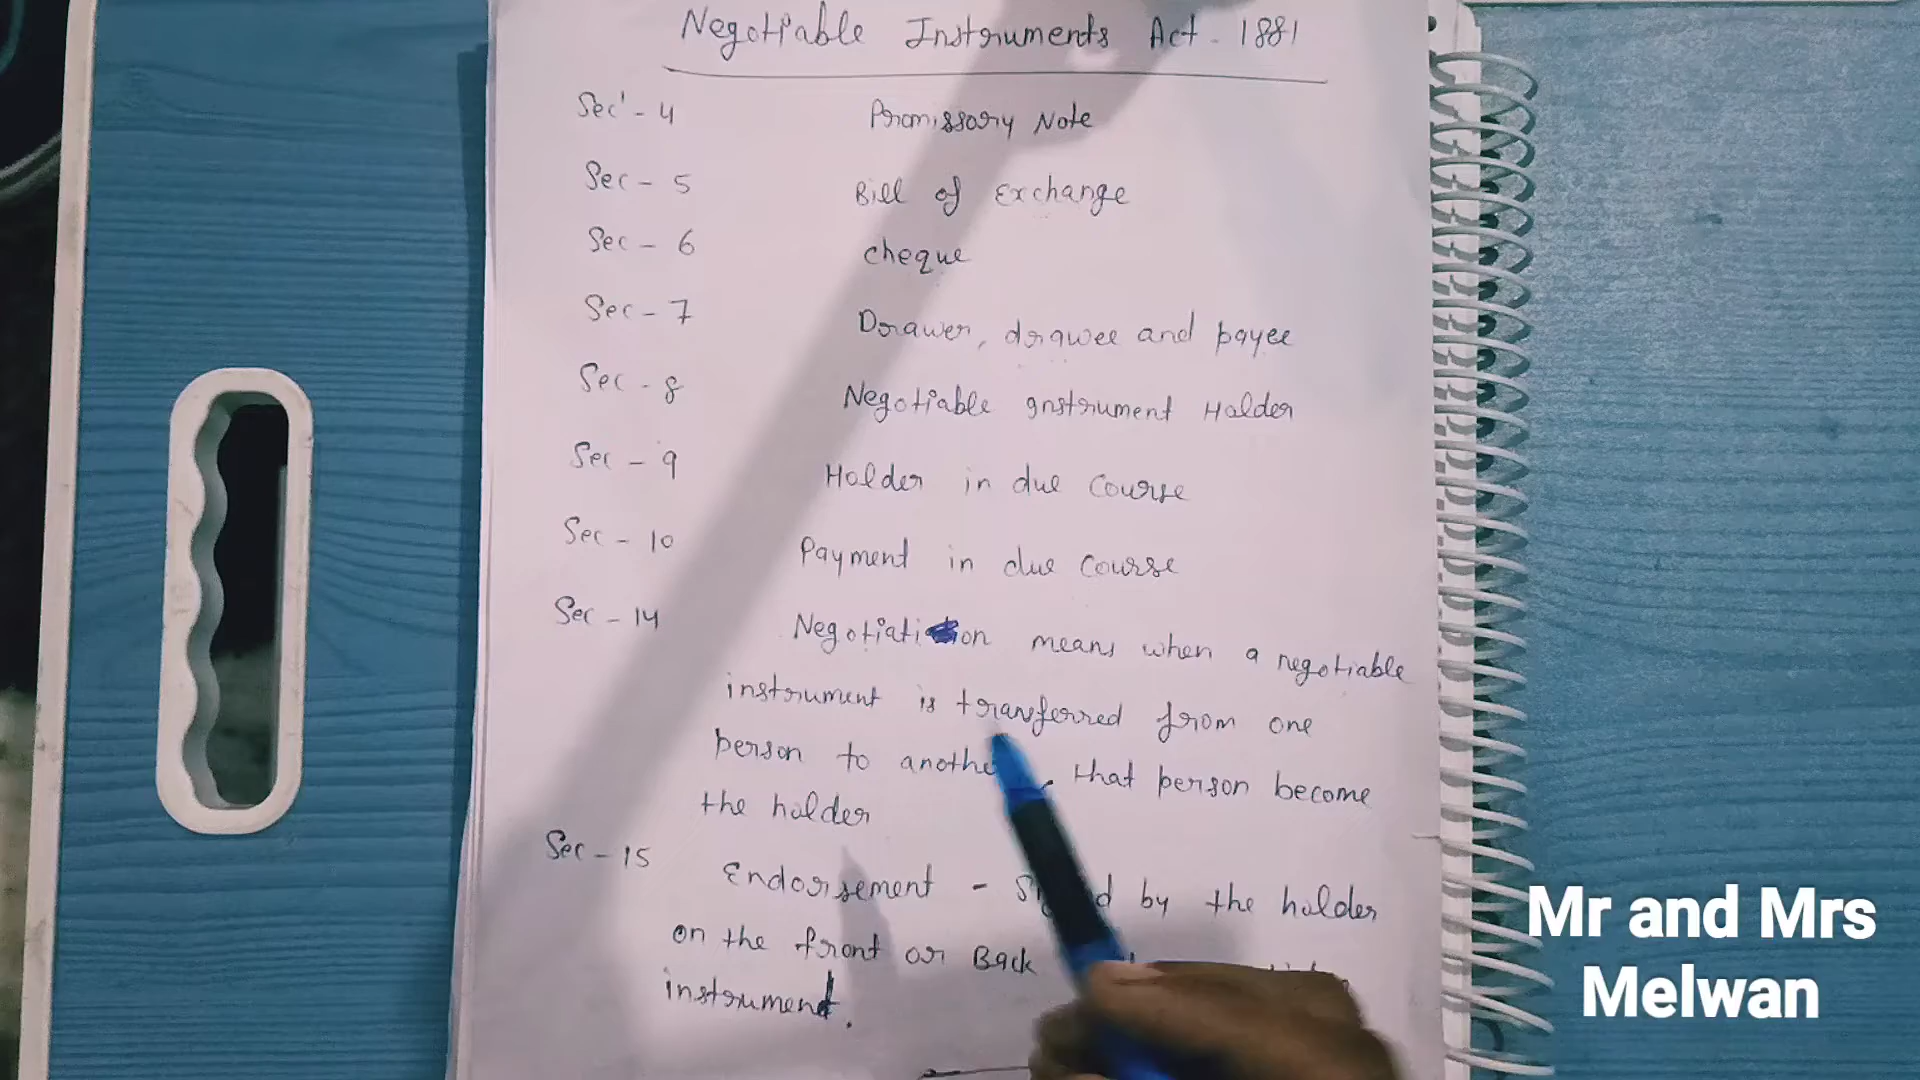 Negotiable Instruments Act - 1881
Sec' - 4 Promissory Note
Sec - 5 Bill of Exchange
Sec - 6 cheque
Sec - 7 Drawer, drawee and payee
Sec - 8 Negotiable Instrument Holder
Sec - 9 Holder in due course
Sec - 10 Payment in due course
Sec - 14 Negotiation means when a negotiable
instrument is transferred from one
person to another, that person become
the holder
Sec - 15 Endorsement - by the holder
on the front or Back
instrument.
Mr and Mrs
Melwan